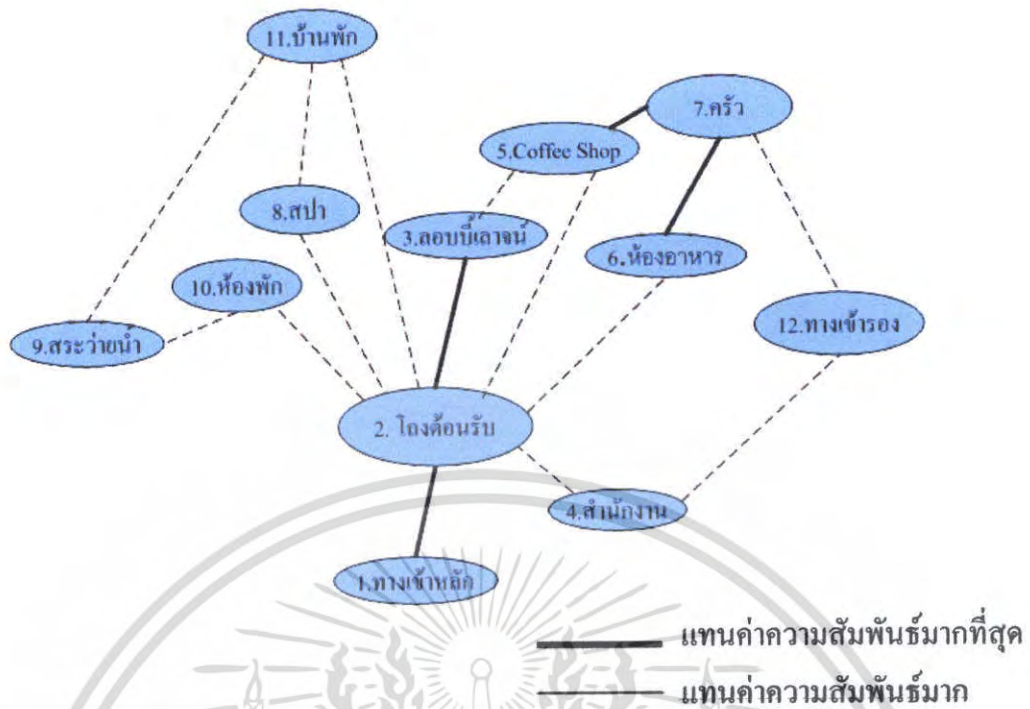 11.บ้านพัก
7.ครัว
5.Coffee Shop
8.สปา
3.ลอบบี้เลาจน์
6.ห้องอาหาร
10.ห้องพัก
12.ทางเข้ารอง
9.สระว่ายน้ำ
2. โถงต้อนรับ
4.สำนักงาน
1.ทางเข้าหลัก
แทนค่าความสัมพันธ์มากที่สุด
แทนค่าความสัมพันธ์มาก